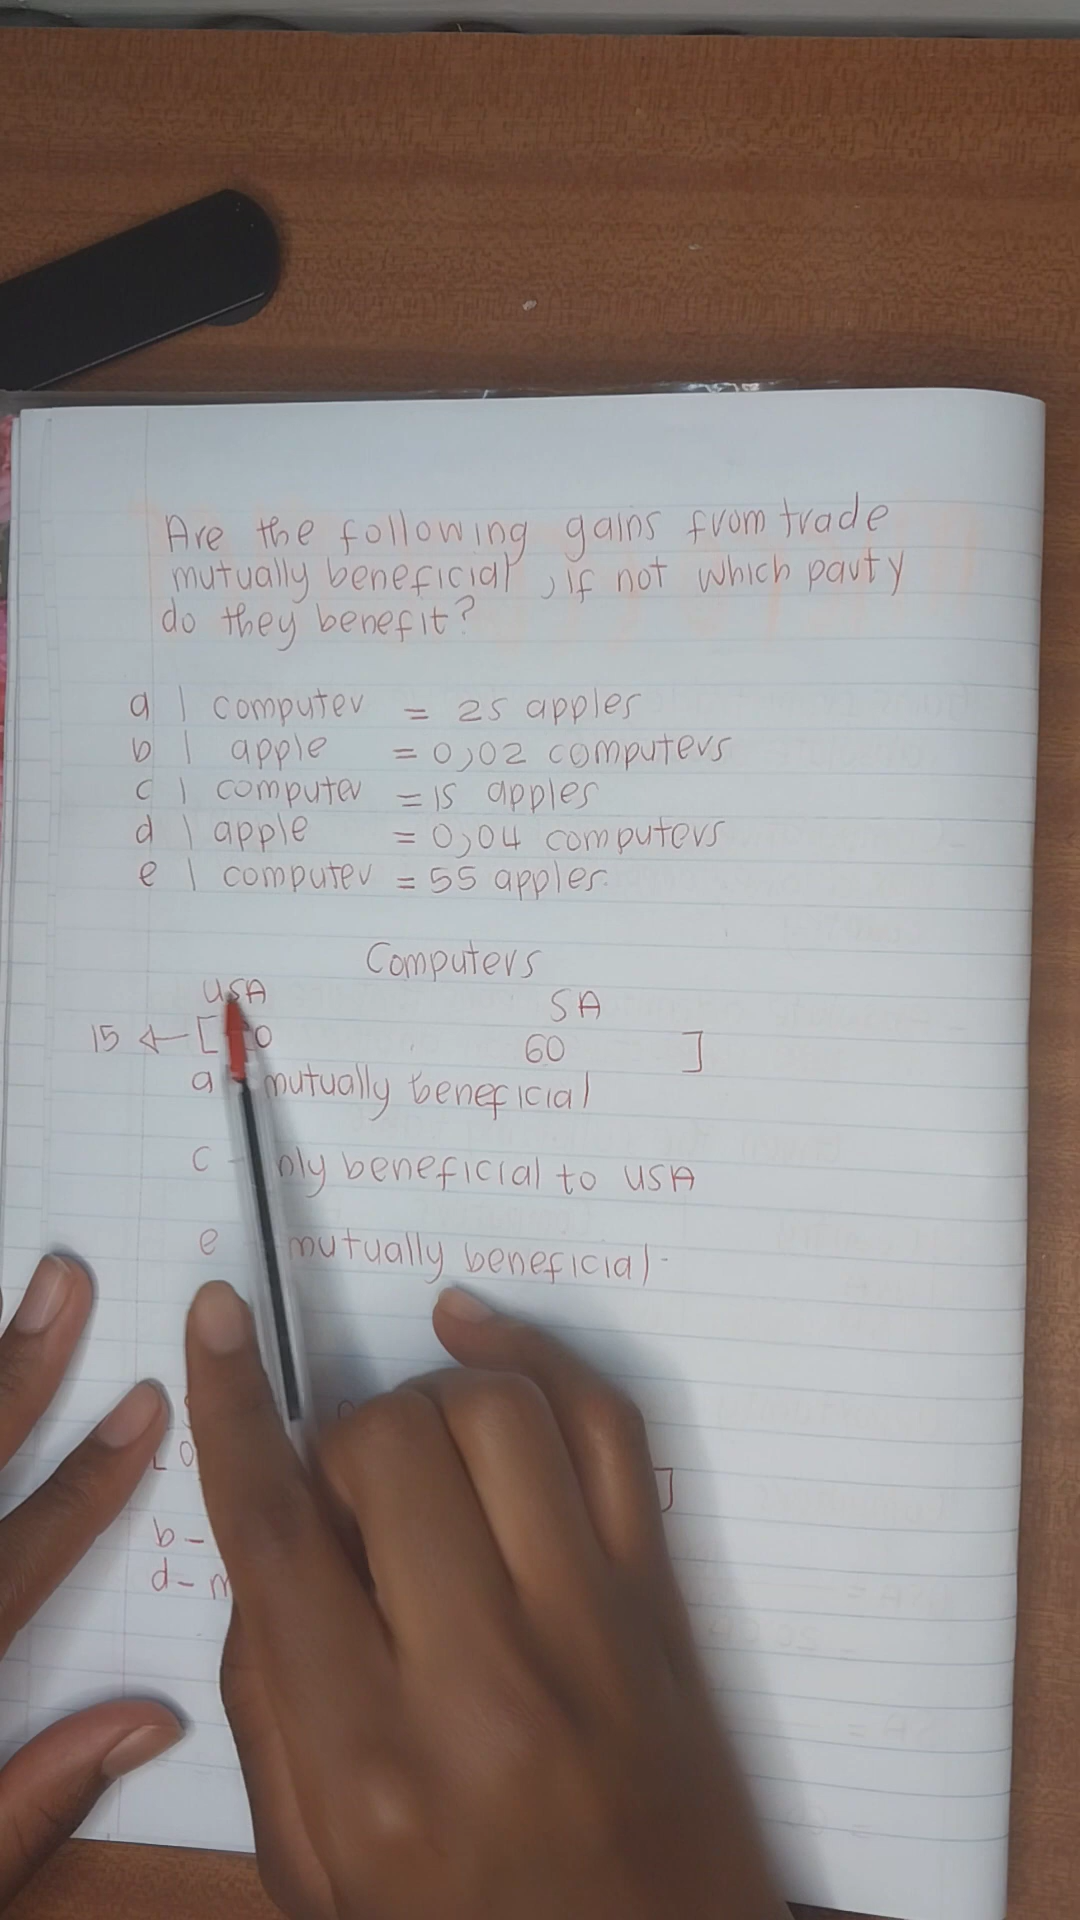 Are the following gains from trade
mutually beneficial, if not which party
do they benefit?
a 1 computer = 25 apples
b 1 apple = 0,02 computers
c 1 computer = 15 apples
d 1 apple = 0,04 computers
e 1 computer = 55 apples.
Computers
USA SA
15 ← [ 0 60 ]
a mutually beneficial
c - nly beneficial to USA
e mutually beneficial.
[ 0 ]
b -
d - m